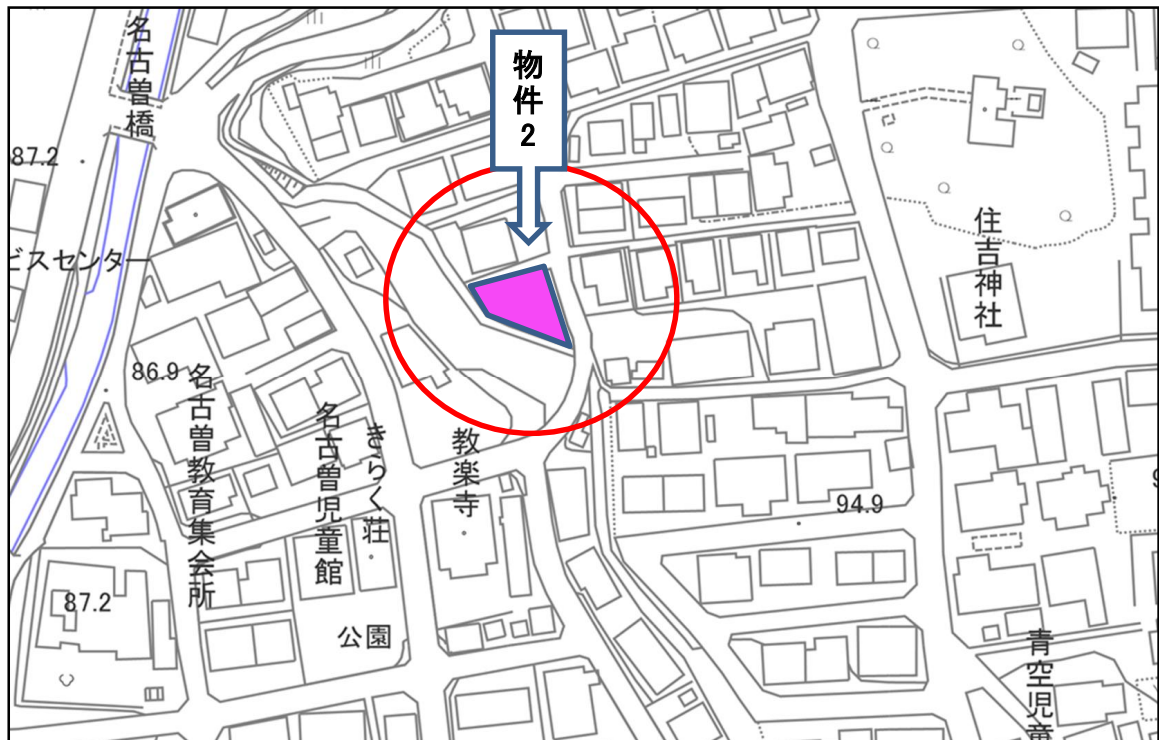 名古曽橋
物件2
87.2
ビスセンター
住吉神社
86.9
名古曽教育集会所
名古曽児童館
きらく荘
教楽寺
94.9
87.2
公園
青空児童